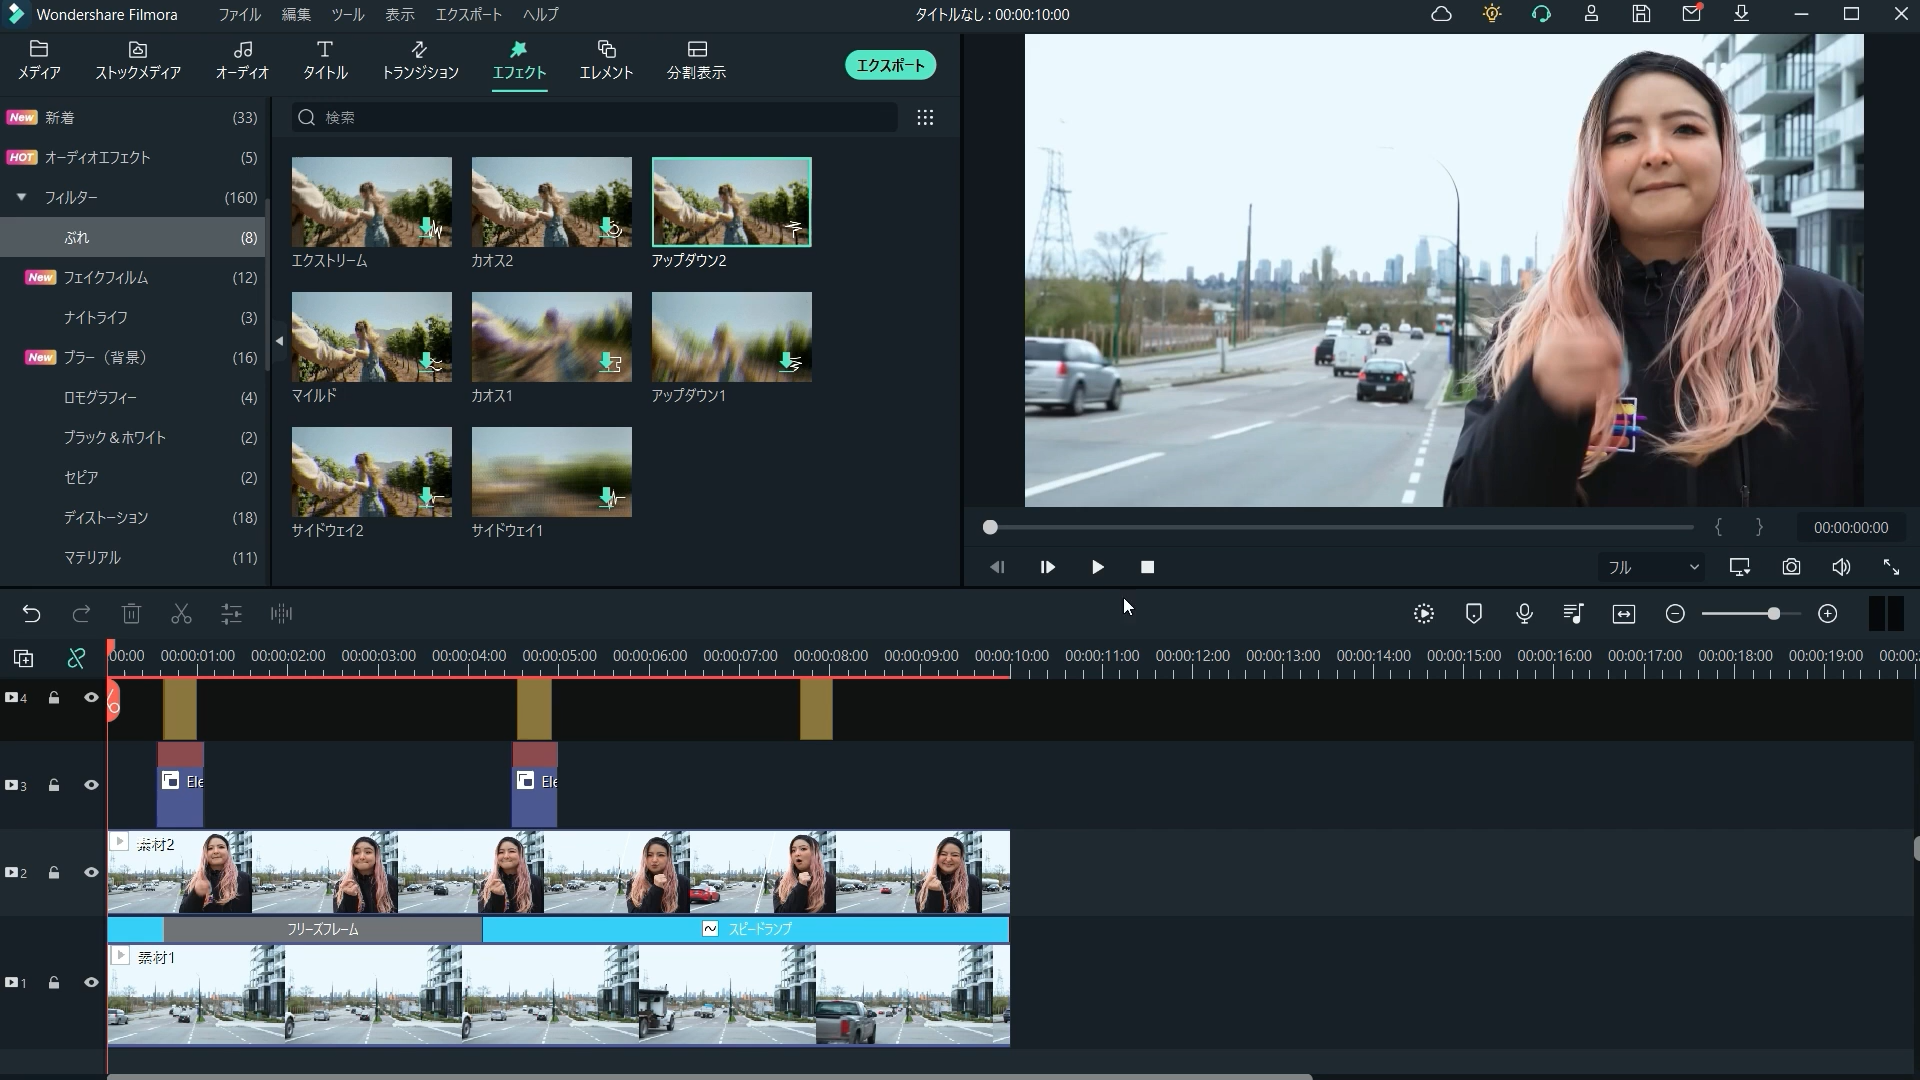 Wondershare Filmora
ファイル 編集 ツール 表示 エクスポート ヘルプ
タイトルなし : 00:00:10:00
メディア ストックメディア オーディオ タイトル トランジション エフェクト エレメント 分割表示
エクスポート
検索
New 新着 (33)
HOT オーディオエフェクト (5)
フィルター (160)
ぶれ (8)
New フェイクフィルム (12)
ナイトライフ (3)
New ブラー（背景） (16)
ロモグラフィー (4)
ブラック＆ホワイト (2)
セピア (2)
ディストーション (18)
マテリアル (11)
エクストリーム カオス2 アップダウン2
マイルド カオス1 アップダウン1
サイドウェイ2 サイドウェイ1
{ } 00:00:00:00
フル
00:00 00:00:01:00 00:00:02:00 00:00:03:00 00:00:04:00 00:00:05:00 00:00:06:00 00:00:07:00 00:00:08:00 00:00:09:00 00:00:10:00 00:00:11:00 00:00:12:00 00:00:13:00 00:00:14:00 00:00:15:00 00:00:16:00 00:00:17:00 00:00:18:00 00:00:19:00 00:00:
4
3
Ele Ele
2
素材2
フリーズフレーム スピードランプ
1
素材1